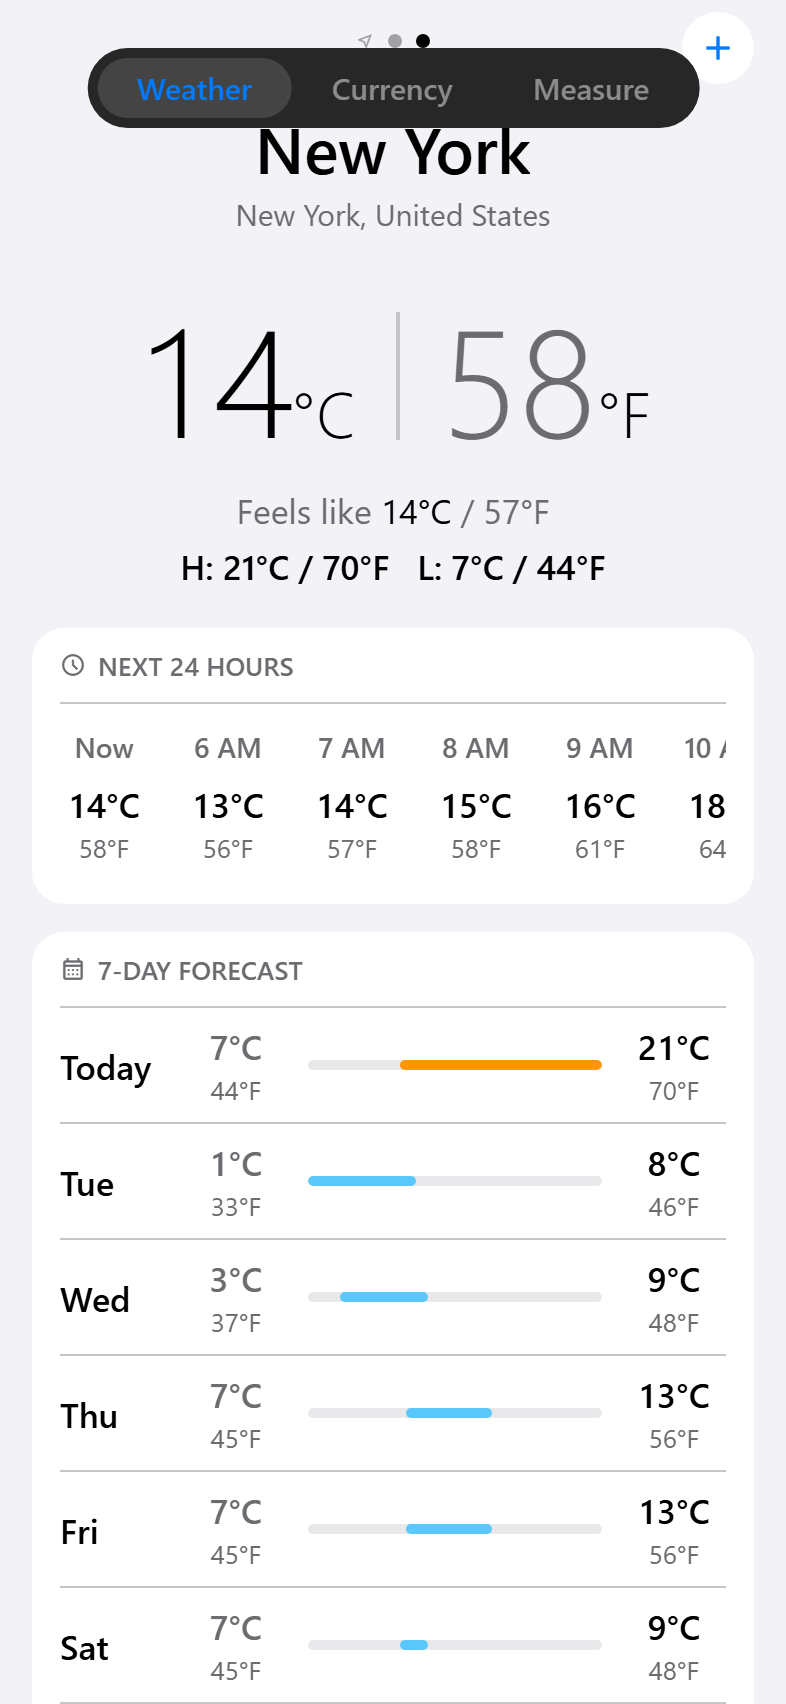 Weather Currency Measure
New York
New York, United States
14°C 58°F
Feels like 14°C / 57°F
H: 21°C / 70°F L: 7°C / 44°F
NEXT 24 HOURS
Now 6 AM 7 AM 8 AM 9 AM 10 A
14°C 13°C 14°C 15°C 16°C 18
58°F 56°F 57°F 58°F 61°F 64
7-DAY FORECAST
Today 7°C 21°C
44°F 70°F
Tue 1°C 8°C
33°F 46°F
Wed 3°C 9°C
37°F 48°F
Thu 7°C 13°C
45°F 56°F
Fri 7°C 13°C
45°F 56°F
Sat 7°C 9°C
45°F 48°F